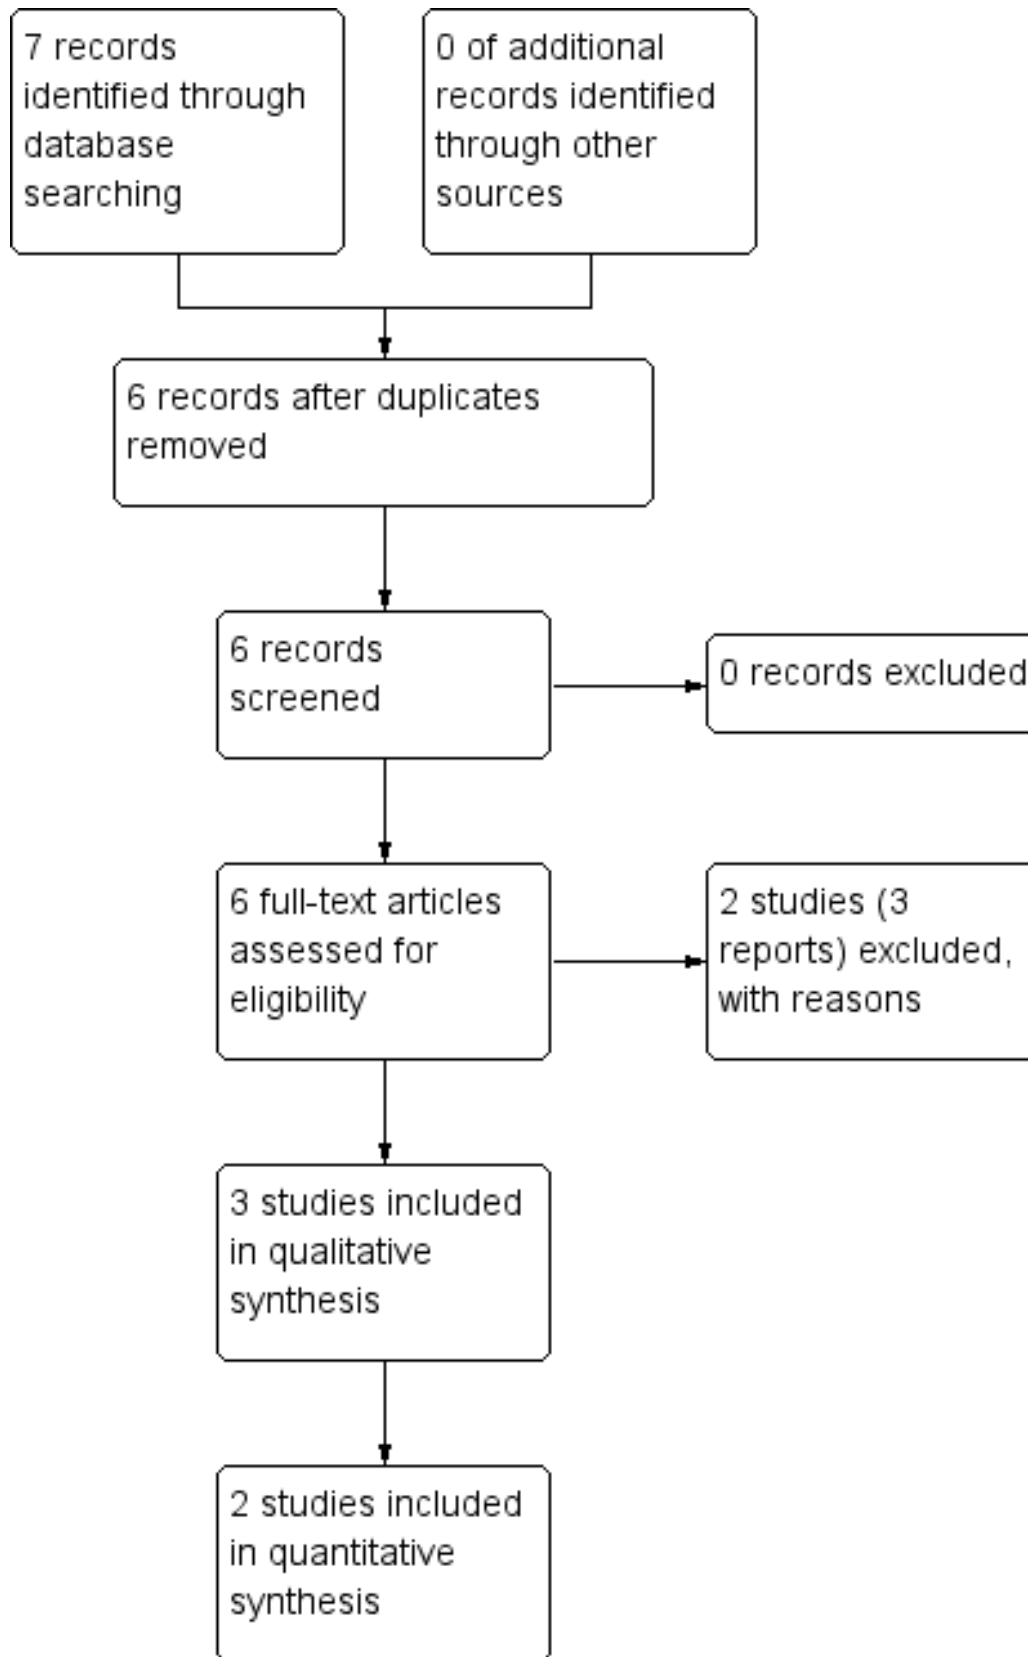 7 records
identified through
database
searching
0 of additional
records identified
through other
sources
6 records after duplicates
removed
6 records
screened
0 records excluded
6 full-text articles
assessed for
eligibility
2 studies (3
reports) excluded,
with reasons
3 studies included
in qualitative
synthesis
2 studies included
in quantitative
synthesis